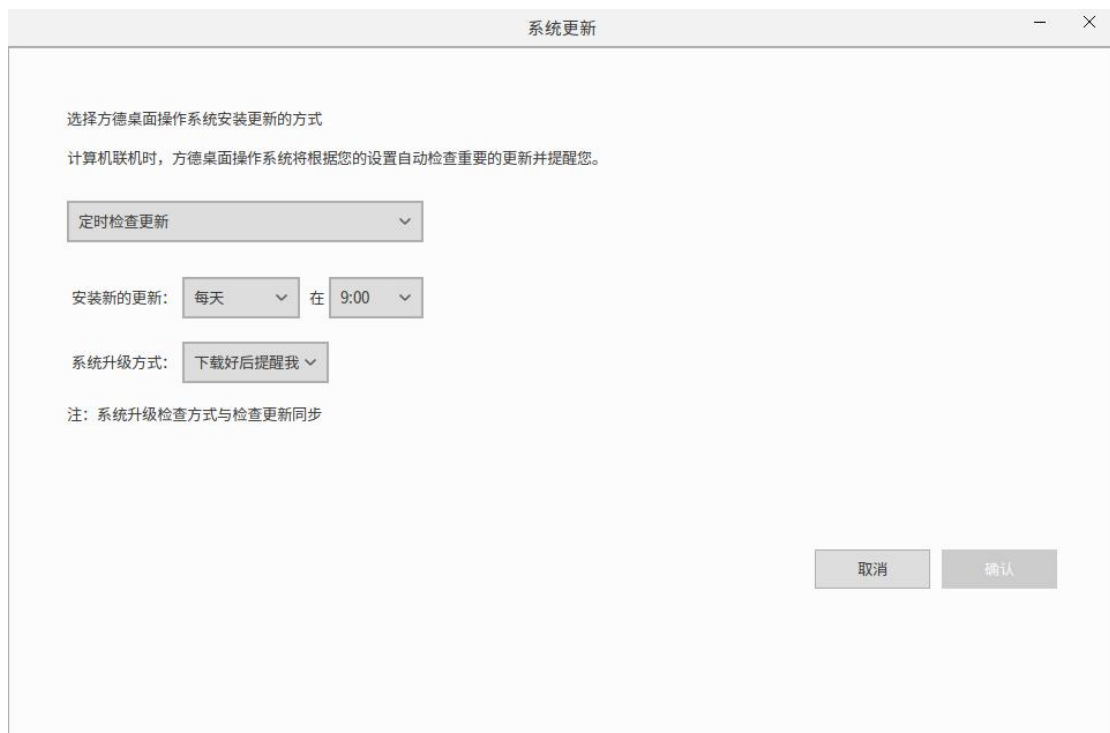 系统更新
选择方德桌面操作系统安装更新的方式
计算机联机时，方德桌面操作系统将根据您的设置自动检查重要的更新并提醒您。
定时检查更新
安装新的更新： 每天 在 9:00
系统升级方式： 下载好后提醒我
注：系统升级检查方式与检查更新同步
取消 确认